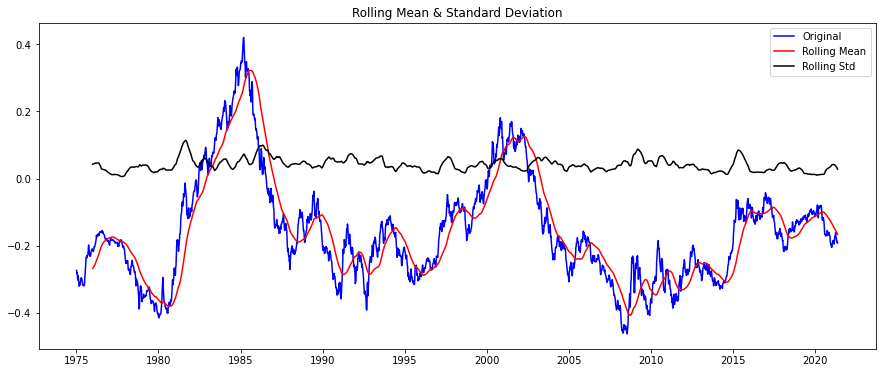 Rolling Mean & Standard Deviation
Original
Rolling Mean
Rolling Std
0.4
0.2
0.0
−0.2
−0.4
1975 1980 1985 1990 1995 2000 2005 2010 2015 2020